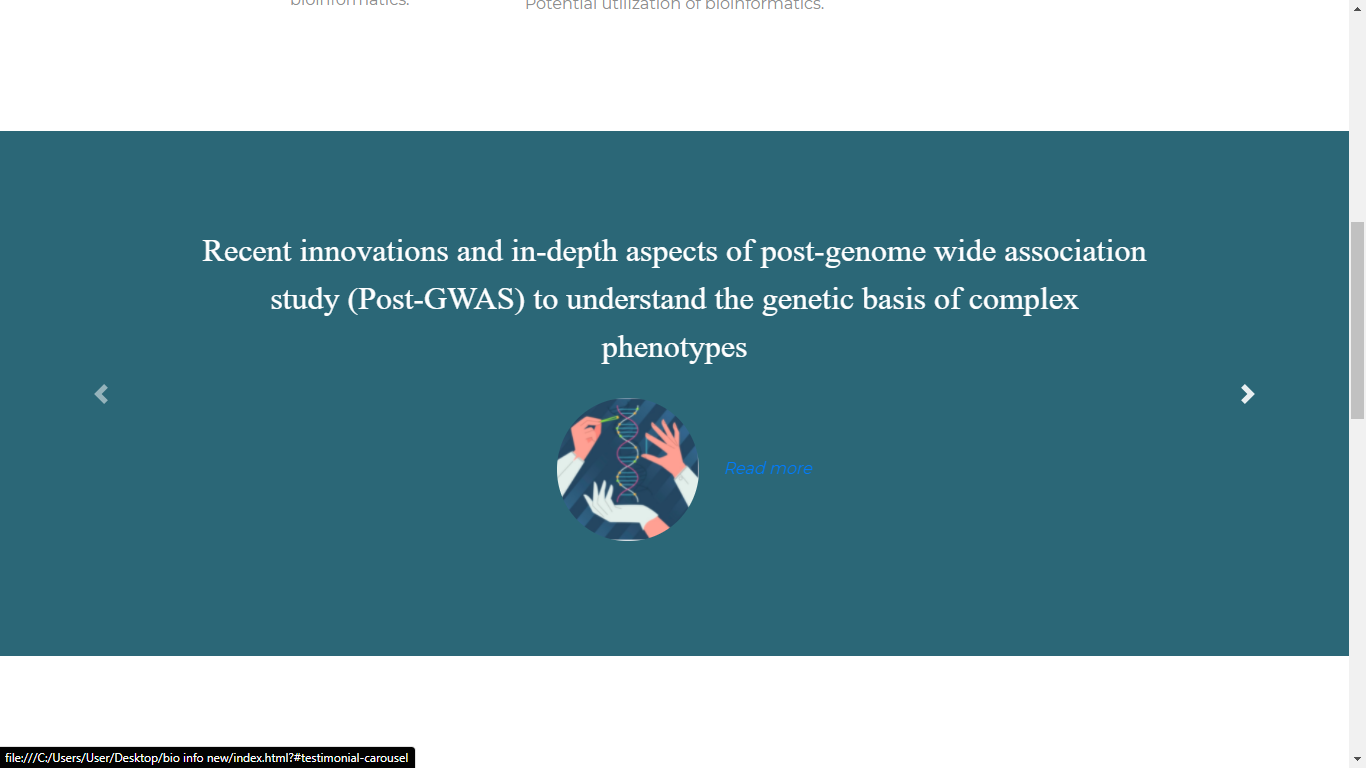 bioinformatics.
Potential utilization of bioinformatics.
Recent innovations and in-depth aspects of post-genome wide association
study (Post-GWAS) to understand the genetic basis of complex
phenotypes
Read more
file:///C:/Users/User/Desktop/bio info new/index.html?#testimonial-carousel